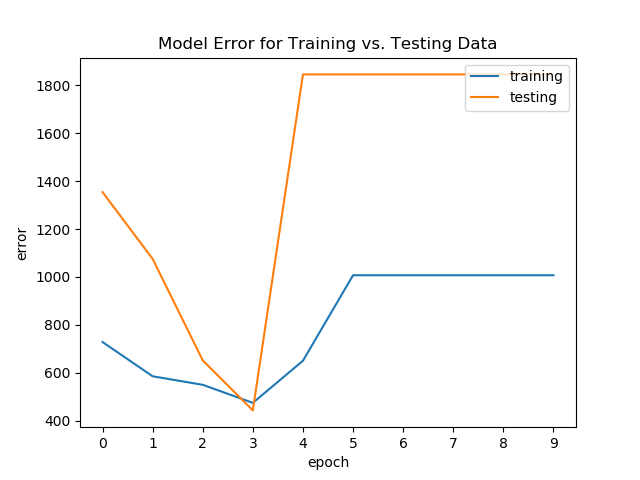 Model Error for Training vs. Testing Data
training
testing
1800
1600
1400
1200
1000
800
600
400
error
0 1 2 3 4 5 6 7 8 9
epoch